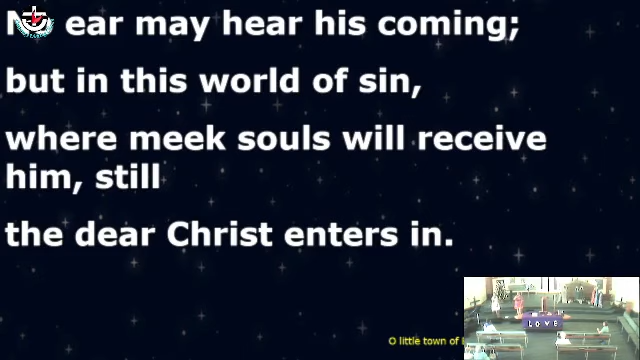 ear may hear his coming;
but in this world of sin,
where meek souls will receive
him, still
the dear Christ enters in.
O little town of
LOVE